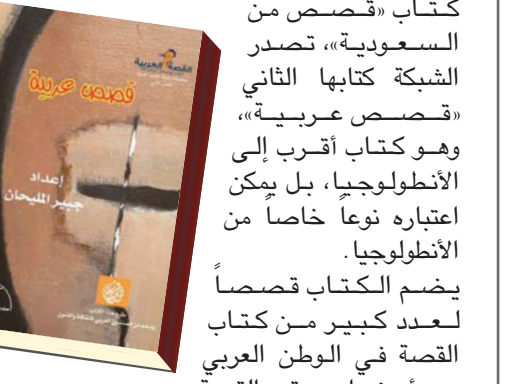 كتاب «قصص من
السعودية»، تصدر
الشبكة كتابها الثاني
«قصص عربية»،
وهو كتاب أقرب إلى
الأنطولوجيا، بل يمكن
اعتباره نوعاً خاصاً من
الأنطولوجيا.
يضم الكتاب قصصاً
لعدد كبير من كتاب
القصة في الوطن العربي
القصة العربية
قصص عربية
إعداد
جبير المليحان